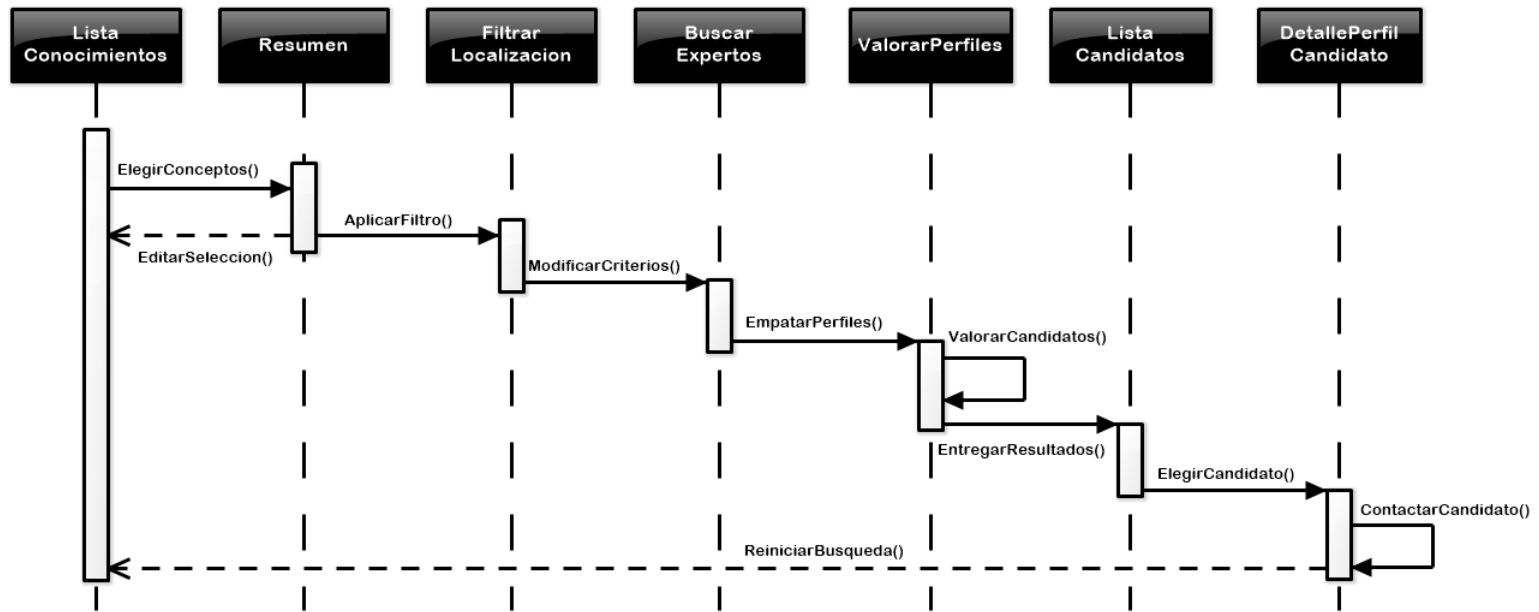 Lista
Conocimientos
Resumen
Filtrar
Localizacion
Buscar
Expertos
ValorarPerfiles
Lista
Candidatos
DetallePerfil
Candidato
ElegirConceptos()
AplicarFiltro()
EditarSeleccion()
ModificarCriterios()
EmpatarPerfiles()
ValorarCandidatos()
EntregarResultados()
ElegirCandidato()
ContactarCandidato()
ReiniciarBusqueda()